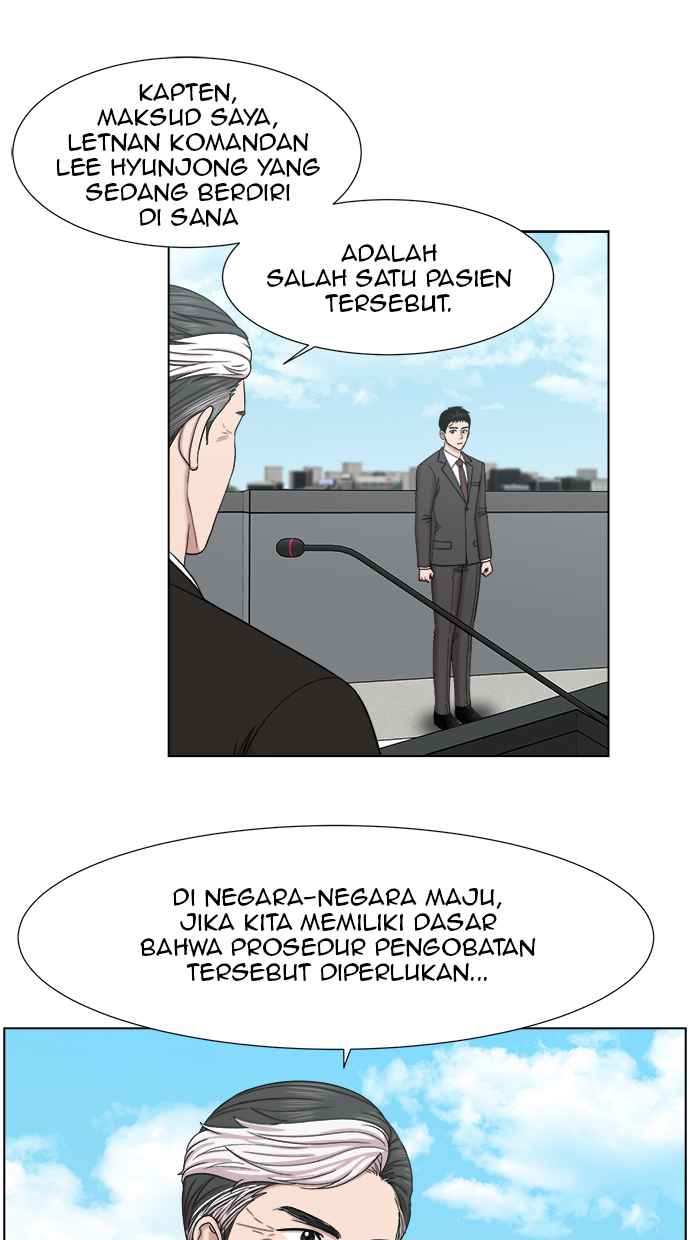 KAPTEN,
MAKSUD SAYA,
LETNAN KOMANDAN
LEE HYUNJONG YANG
SEDANG BERDIRI
DI SANA
ADALAH
SALAH SATU PASIEN
TERSEBUT.
DI NEGARA-NEGARA MAJU,
JIKA KITA MEMILIKI DASAR
BAHWA PROSEDUR PENGOBATAN
TERSEBUT DIPERLUKAN...